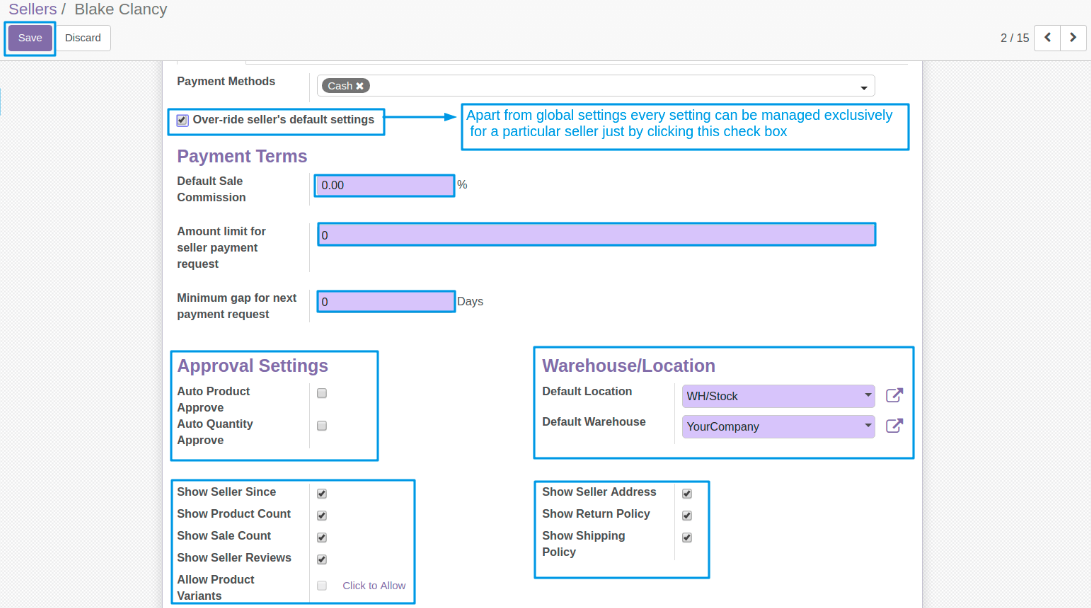 Sellers / Blake Clancy
Save Discard
2 / 15
Payment Methods Cash
Over-ride seller's default settings
Apart from global settings every setting can be managed exclusively
for a particular seller just by clicking this check box
Payment Terms
Default Sale
Commission
0.00 %
Amount limit for
seller payment
request
0
Minimum gap for next
payment request
0 Days
Approval Settings
Auto Product
Approve
Auto Quantity
Approve
Warehouse/Location
Default Location WH/Stock
Default Warehouse YourCompany
Show Seller Since
Show Product Count
Show Sale Count
Show Seller Reviews
Allow Product
Variants
Click to Allow
Show Seller Address
Show Return Policy
Show Shipping
Policy